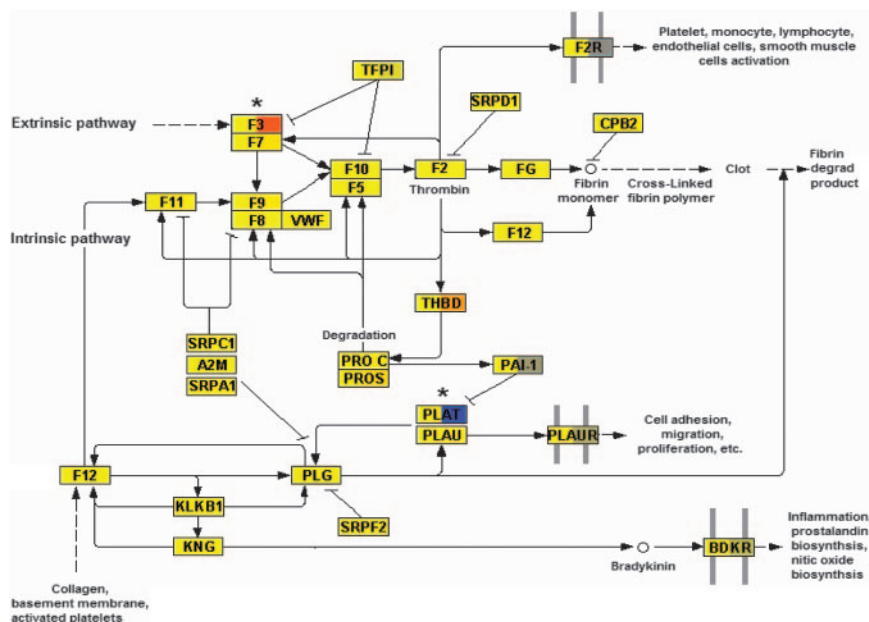 Platelet, monocyte, lymphocyte,
endothelial cells, smooth muscle
cells activation
F2R
TFPI
SRPD1
CPB2
*
Extrinsic pathway
F3
F7
F10
F5
F2
Thrombin
FG
Fibrin
monomer
Cross-Linked
fibrin polymer
Clot
Fibrin
degrad
product
F11
F9
F8
VWF
F12
Intrinsic pathway
THBD
Degradation
SRPC1
A2M
SRPA1
PRO C
PROS
PAI-1
*
PLAT
PLAU
PLAUR
Cell adhesion,
migration,
proliferation, etc.
F12
PLG
KLKB1
SRPF2
KNG
Bradykinin
BDKR
Inflammation,
prostalandin
biosynthsis,
nitic oxide
biosynthsis
Collagen,
basement membrane,
activated platelets